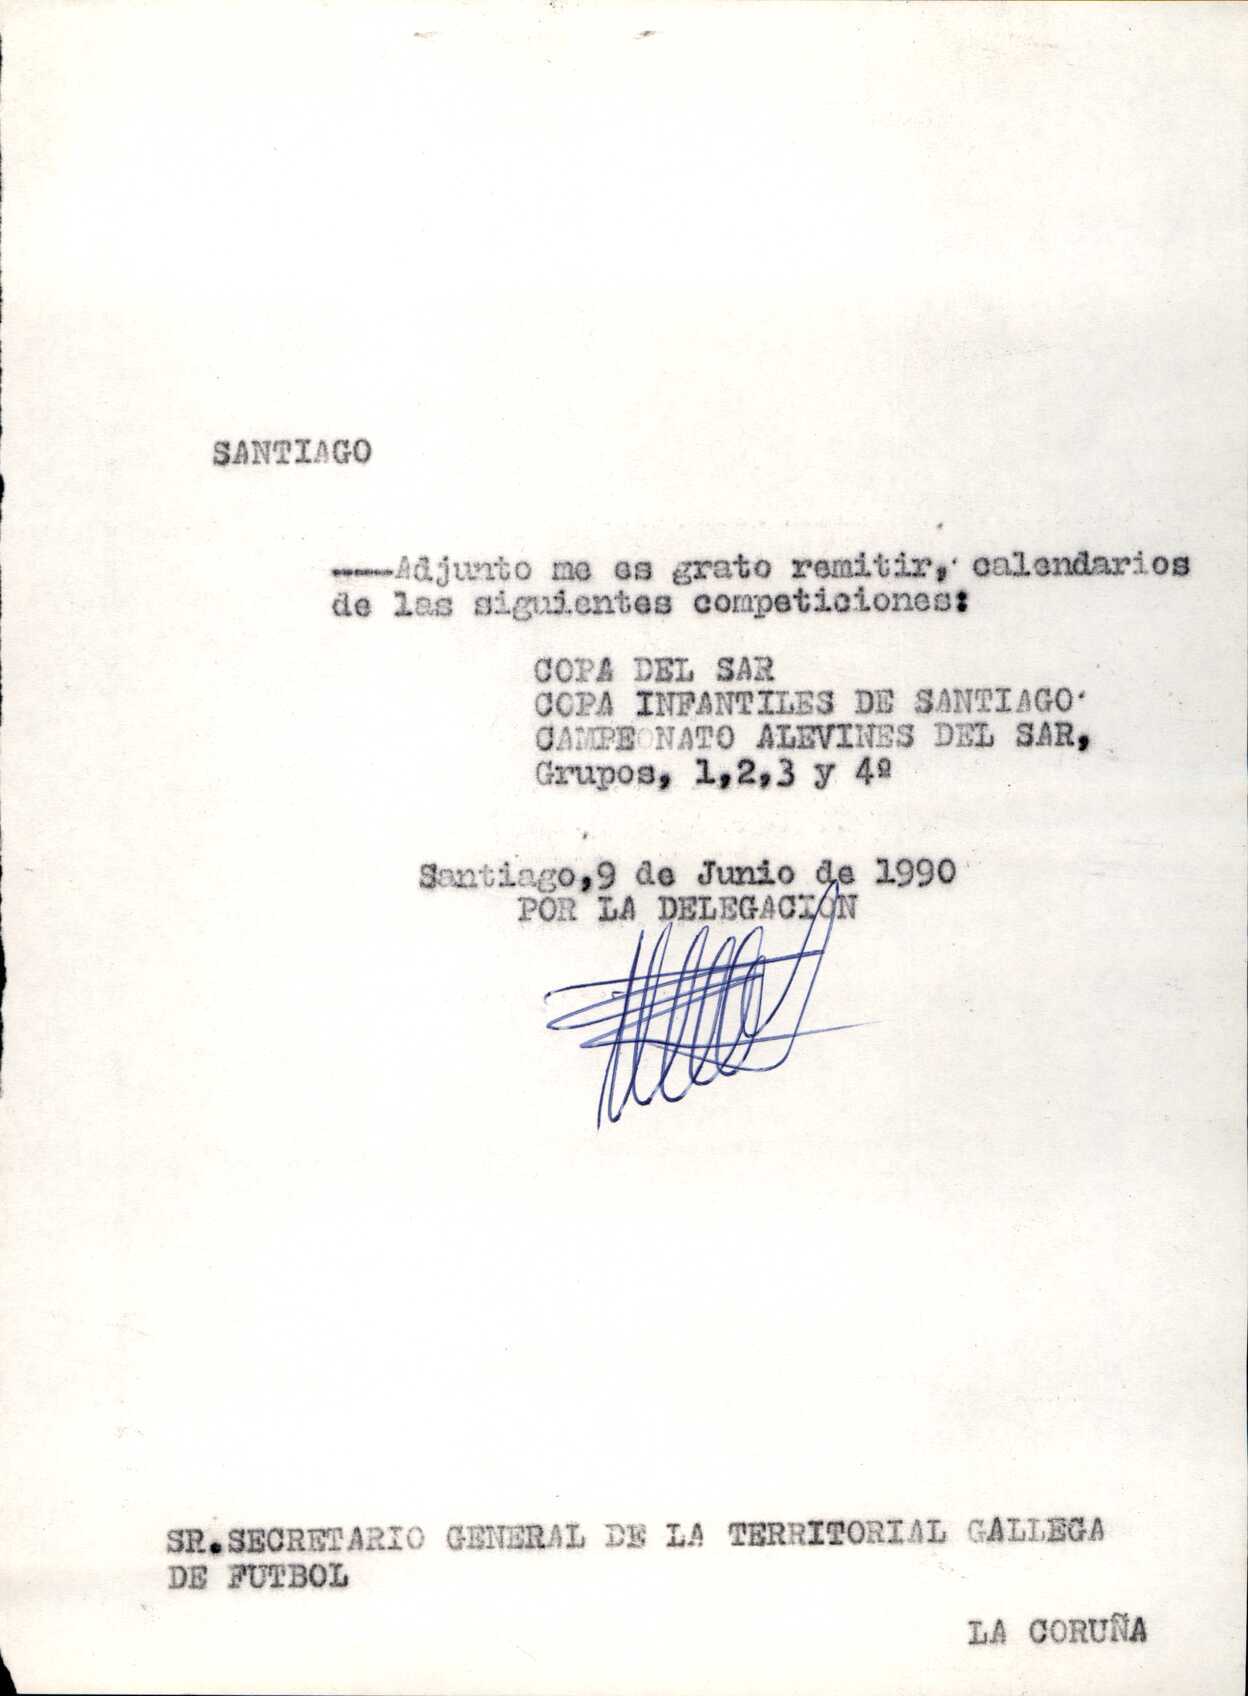 SANTIAGO
----Adjunto me es grato remitir, calendarios
de las siguientes competiciones:
COPA DEL SAR
COPA INFANTILES DE SANTIAGO
CAMPEONATO ALEVINES DEL SAR,
Grupos, 1,2,3 y 4º
Santiago,9 de Junio de 1990
POR LA DELEGACION
SR.SECRETARIO GENERAL DE LA TERRITORIAL GALLEGA
DE FUTBOL
LA CORUÑA